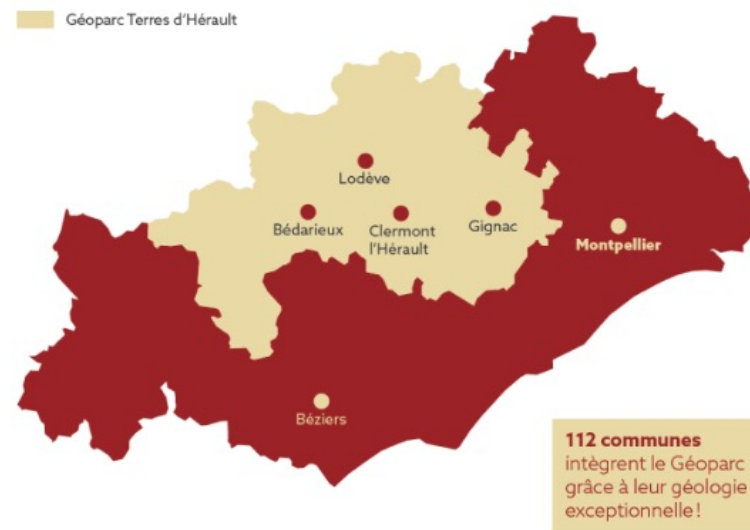 Géoparc Terres d'Hérault
Lodève
Bédarieux
Clermont
l'Hérault
Gignac
Montpellier
Béziers
112 communes
intègrent le Géoparc
grâce à leur géologie
exceptionnelle !